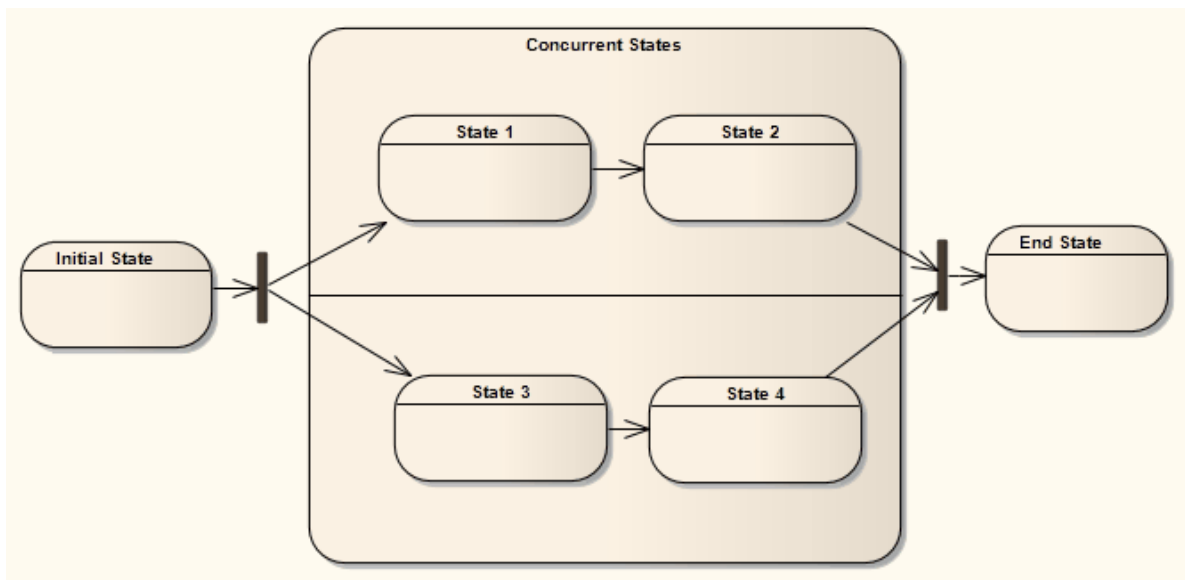 Concurrent States
State 1
State 2
Initial State
End State
State 3
State 4